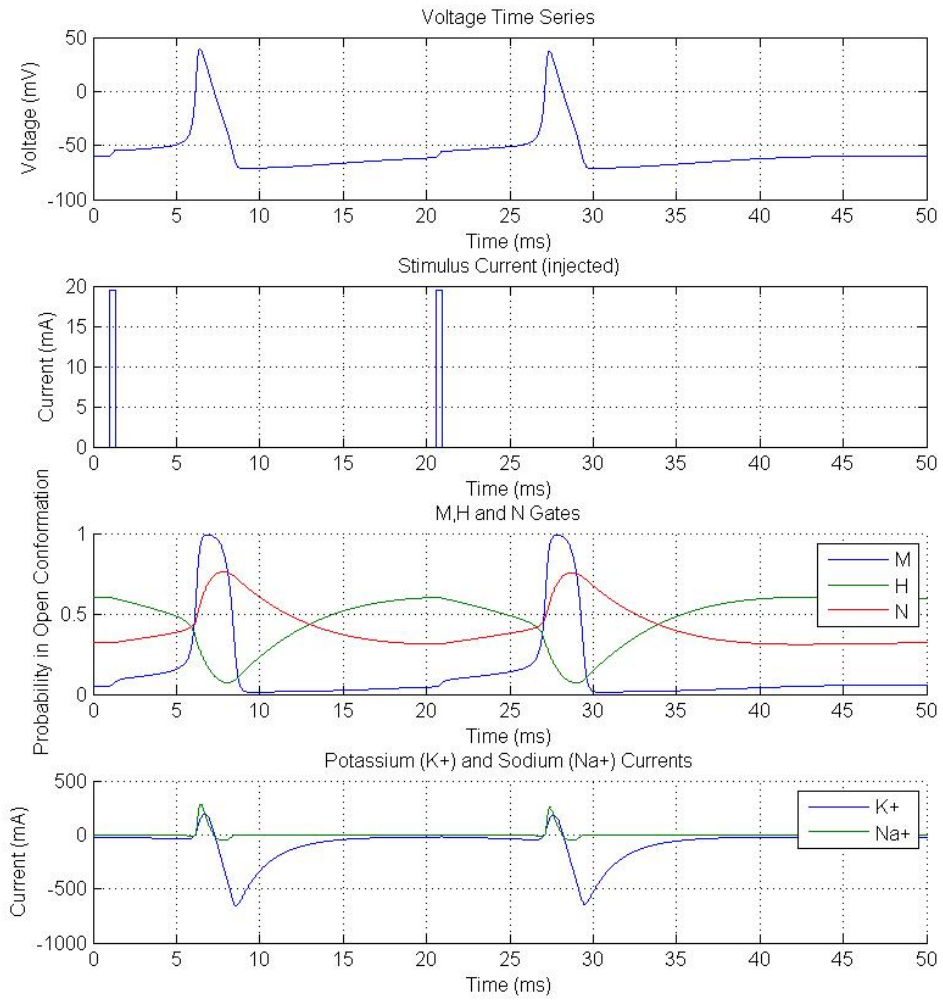 Voltage Time Series
50
0
-50
-100
Voltage (mV)
0 5 10 15 20 25 30 35 40 45 50
Time (ms)
Stimulus Current (injected)
20
15
10
5
0
Current (mA)
0 5 10 15 20 25 30 35 40 45 50
Time (ms)
M,H and N Gates
1
0.5
0
Probability in Open Conformation
M
H
N
0 5 10 15 20 25 30 35 40 45 50
Time (ms)
Potassium (K+) and Sodium (Na+) Currents
500
0
-500
-1000
Current (mA)
K+
Na+
0 5 10 15 20 25 30 35 40 45 50
Time (ms)